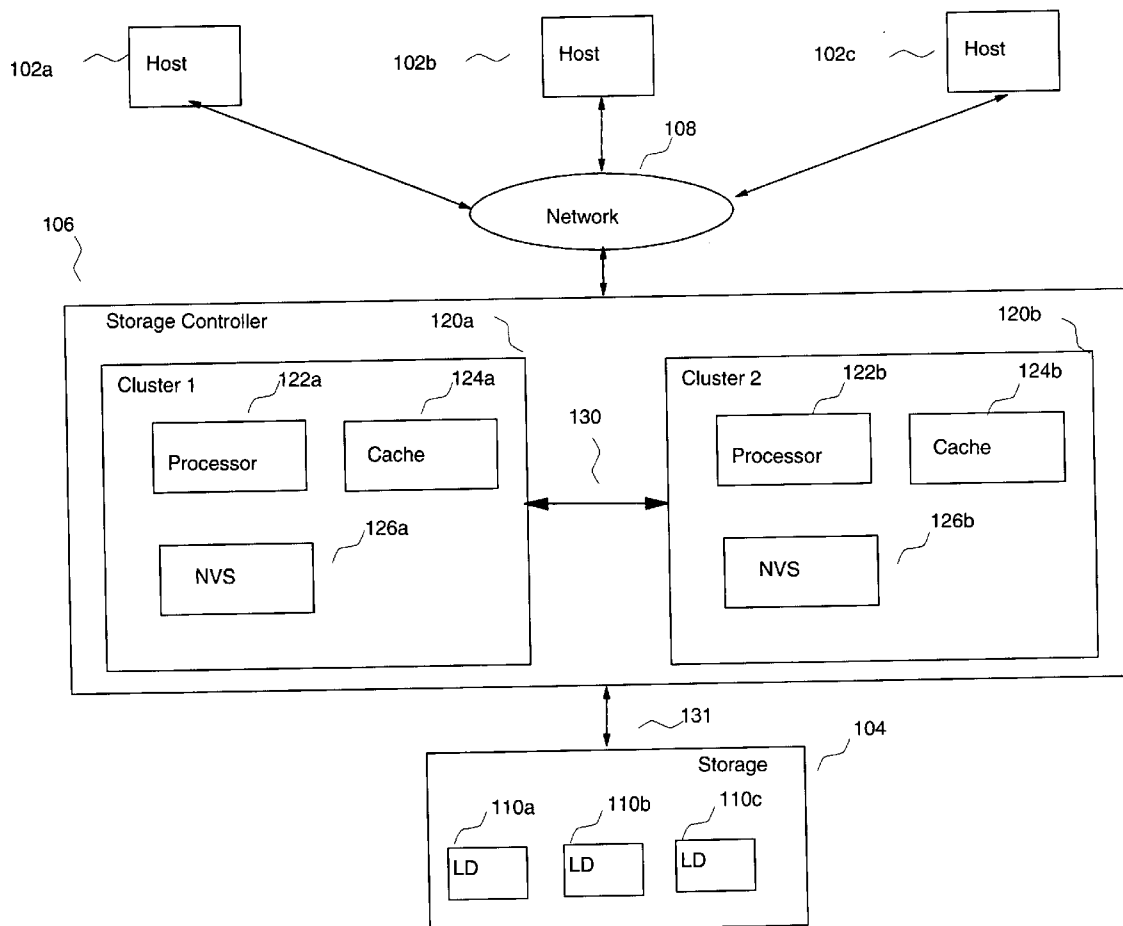 102a
Host
102b
Host
102c
Host
108
Network
106
Storage Controller
120a
120b
Cluster 1
122a
124a
Processor
Cache
126a
NVS
130
Cluster 2
122b
124b
Processor
Cache
126b
NVS
131
104
Storage
110a
110b
110c
LD
LD
LD